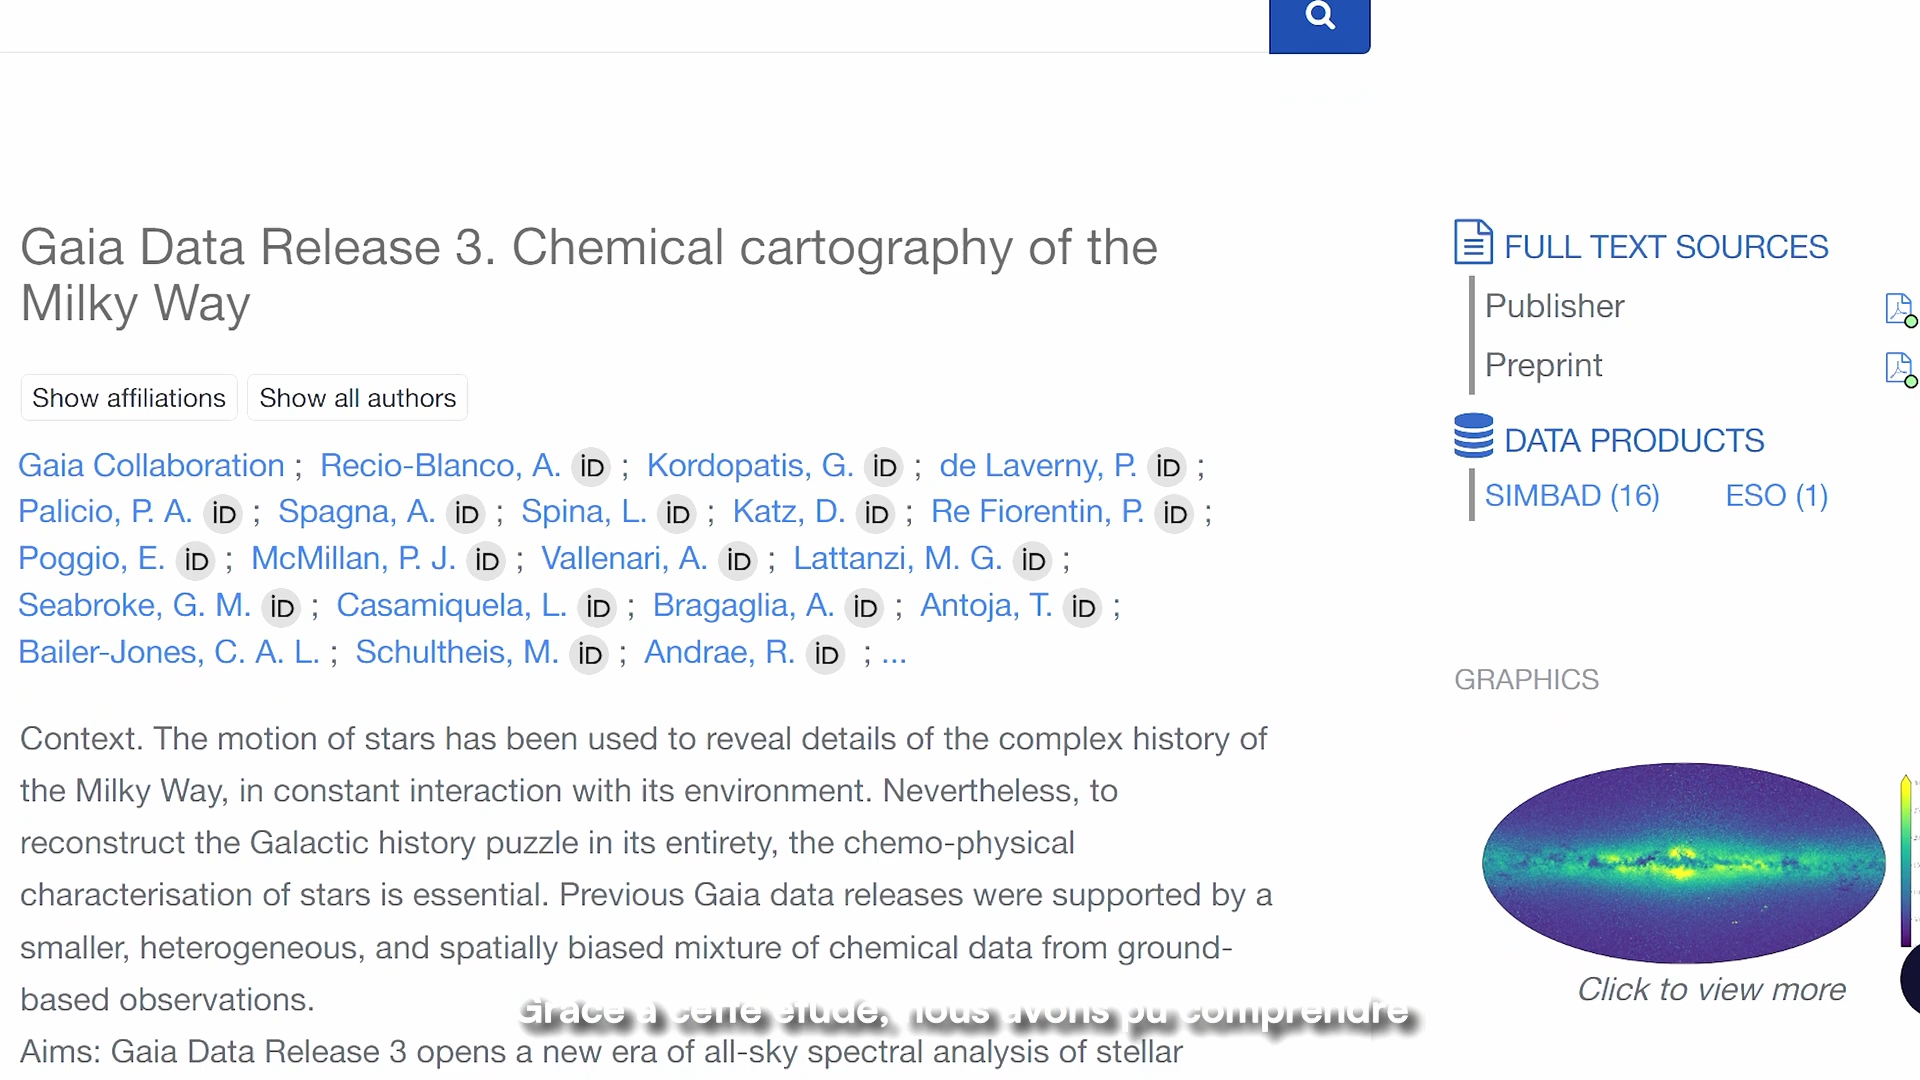 Gaia Data Release 3. Chemical cartography of the
Milky Way
Show affiliations Show all authors
Gaia Collaboration ; Recio-Blanco, A. iD ; Kordopatis, G. iD ; de Laverny, P. iD ;
Palicio, P. A. iD ; Spagna, A. iD ; Spina, L. iD ; Katz, D. iD ; Re Fiorentin, P. iD ;
Poggio, E. iD ; McMillan, P. J. iD ; Vallenari, A. iD ; Lattanzi, M. G. iD ;
Seabroke, G. M. iD ; Casamiquela, L. iD ; Bragaglia, A. iD ; Antoja, T. iD ;
Bailer-Jones, C. A. L. ; Schultheis, M. iD ; Andrae, R. iD ; ...
Context. The motion of stars has been used to reveal details of the complex history of
the Milky Way, in constant interaction with its environment. Nevertheless, to
reconstruct the Galactic history puzzle in its entirety, the chemo-physical
characterisation of stars is essential. Previous Gaia data releases were supported by a
smaller, heterogeneous, and spatially biased mixture of chemical data from ground-
based observations.
Aims: Gaia Data Release 3 opens a new era of all-sky spectral analysis of stellar
FULL TEXT SOURCES
Publisher
Preprint
DATA PRODUCTS
SIMBAD (16) ESO (1)
GRAPHICS
Click to view more
Grâce à cette étude, nous avons pu comprendre